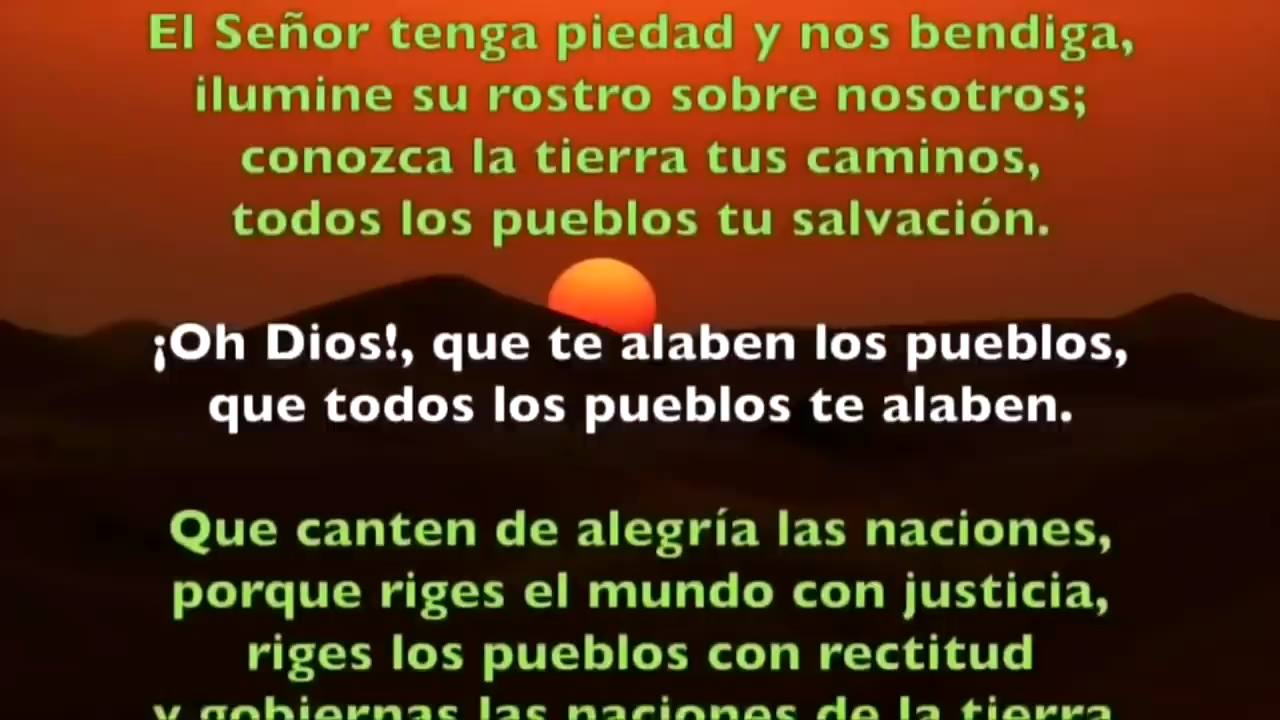 El Señor tenga piedad y nos bendiga,
ilumine su rostro sobre nosotros;
conozca la tierra tus caminos,
todos los pueblos tu salvación.
¡Oh Dios!, que te alaben los pueblos,
que todos los pueblos te alaben.
Que canten de alegría las naciones,
porque riges el mundo con justicia,
riges los pueblos con rectitud
y gobiernas las naciones de la tierra